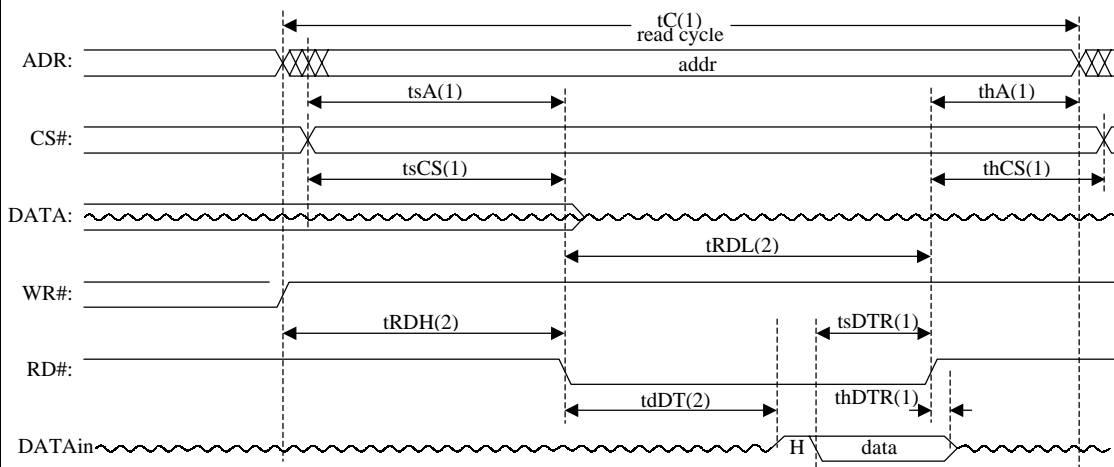 tC(1)
read cycle
ADR:
addr
tsA(1)
thA(1)
CS#:
tsCS(1)
thCS(1)
DATA:
tRDL(2)
WR#:
tRDH(2)
tsDTR(1)
RD#:
tdDT(2)
thDTR(1)
DATAin
H
data